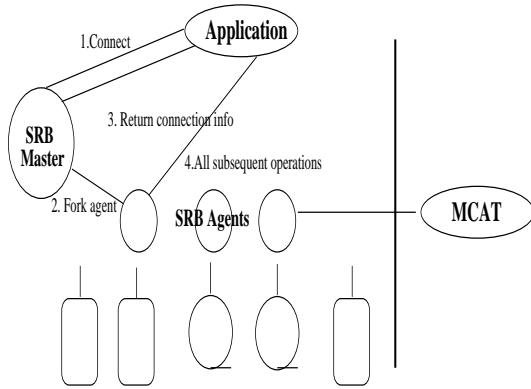 1.Connect
Application
3. Return connection info
SRB
Master
4.All subsequent operations
2. Fork agent
SRB Agents
MCAT